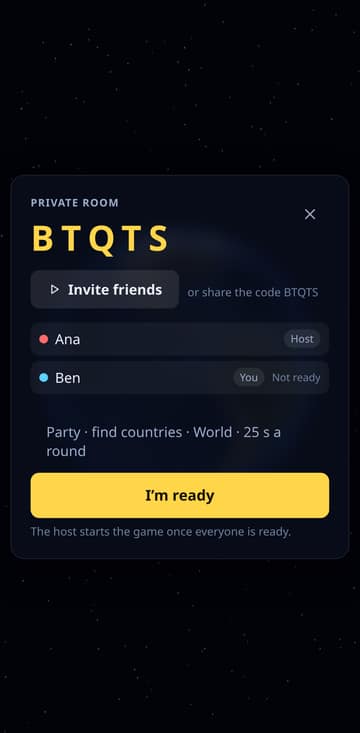 PRIVATE ROOM
BTQTS
Invite friends
or share the code BTQTS
Ana
Host
Ben
You
Not ready
Party · find countries · World · 25 s a
round
I'm ready
The host starts the game once everyone is ready.